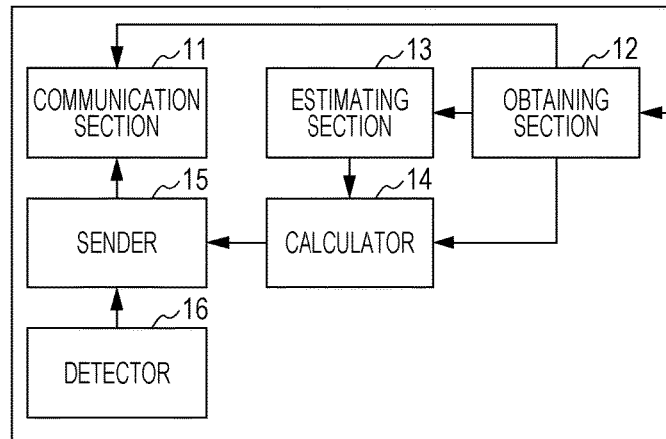 11
COMMUNICATION
SECTION
13
ESTIMATING
SECTION
12
OBTAINING
SECTION
15
SENDER
14
CALCULATOR
16
DETECTOR